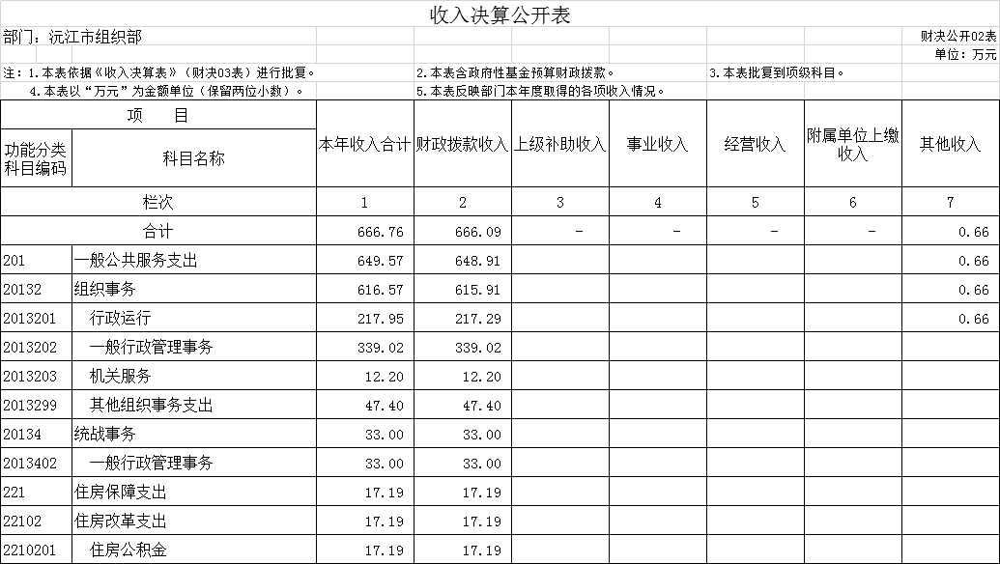 收入决算公开表
部门：沅江市组织部 财决公开02表
单位：万元
注：1.本表依据《收入决算表》（财决03表）进行批复。 2.本表含政府性基金预算财政拨款。 3.本表批复到项级科目。
4.本表以“万元”为金额单位（保留两位小数）。 5.本表反映部门本年度取得的各项收入情况。
项 目 本年收入合计 财政拨款收入 上级补助收入 事业收入 经营收入 附属单位上缴收入 其他收入
功能分类科目编码 科目名称
栏次 1 2 3 4 5 6 7
合计 666.76 666.09 － － － － 0.66
201 一般公共服务支出 649.57 648.91 0.66
20132 组织事务 616.57 615.91 0.66
2013201 行政运行 217.95 217.29 0.66
2013202 一般行政管理事务 339.02 339.02
2013203 机关服务 12.20 12.20
2013299 其他组织事务支出 47.40 47.40
20134 统战事务 33.00 33.00
2013402 一般行政管理事务 33.00 33.00
221 住房保障支出 17.19 17.19
22102 住房改革支出 17.19 17.19
2210201 住房公积金 17.19 17.19